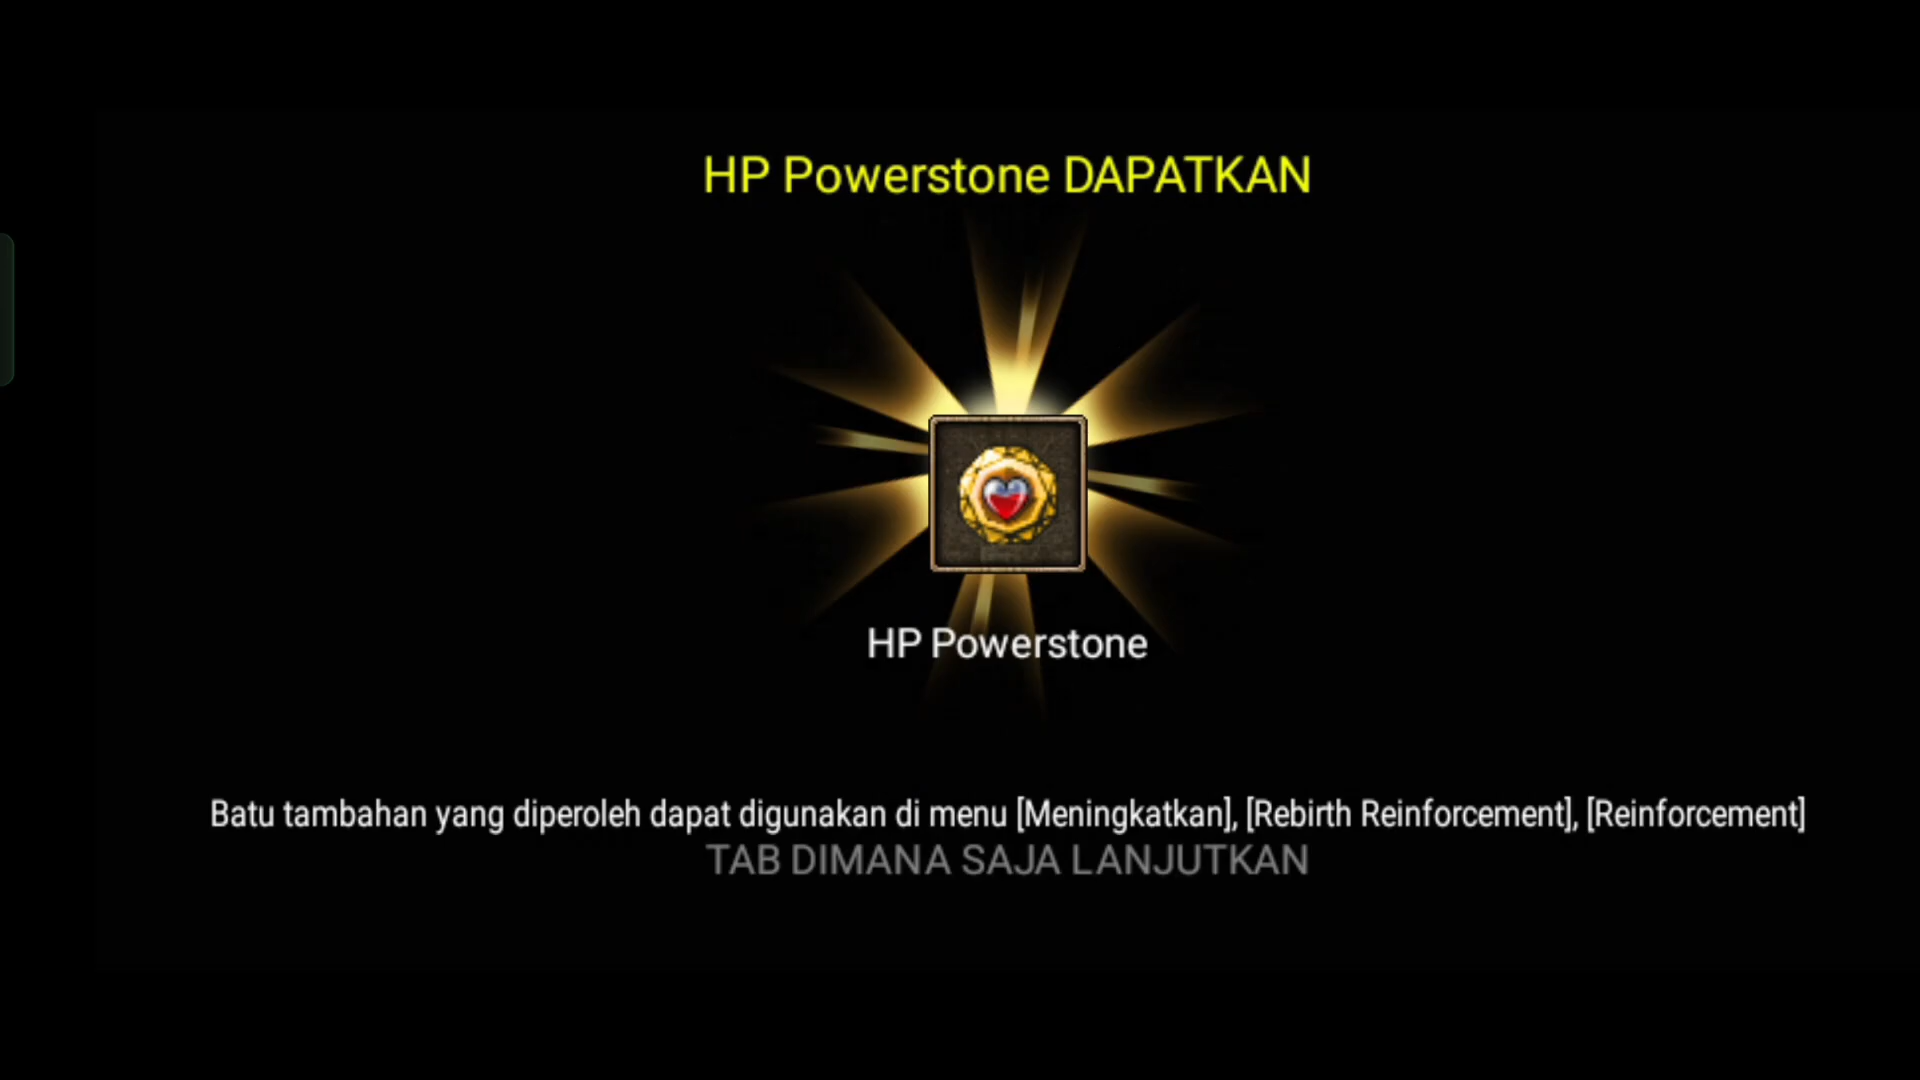 HP Powerstone DAPATKAN
HP Powerstone
Batu tambahan yang diperoleh dapat digunakan di menu [Meningkatkan], [Rebirth Reinforcement], [Reinforcement]
TAB DIMANA SAJA LANJUTKAN